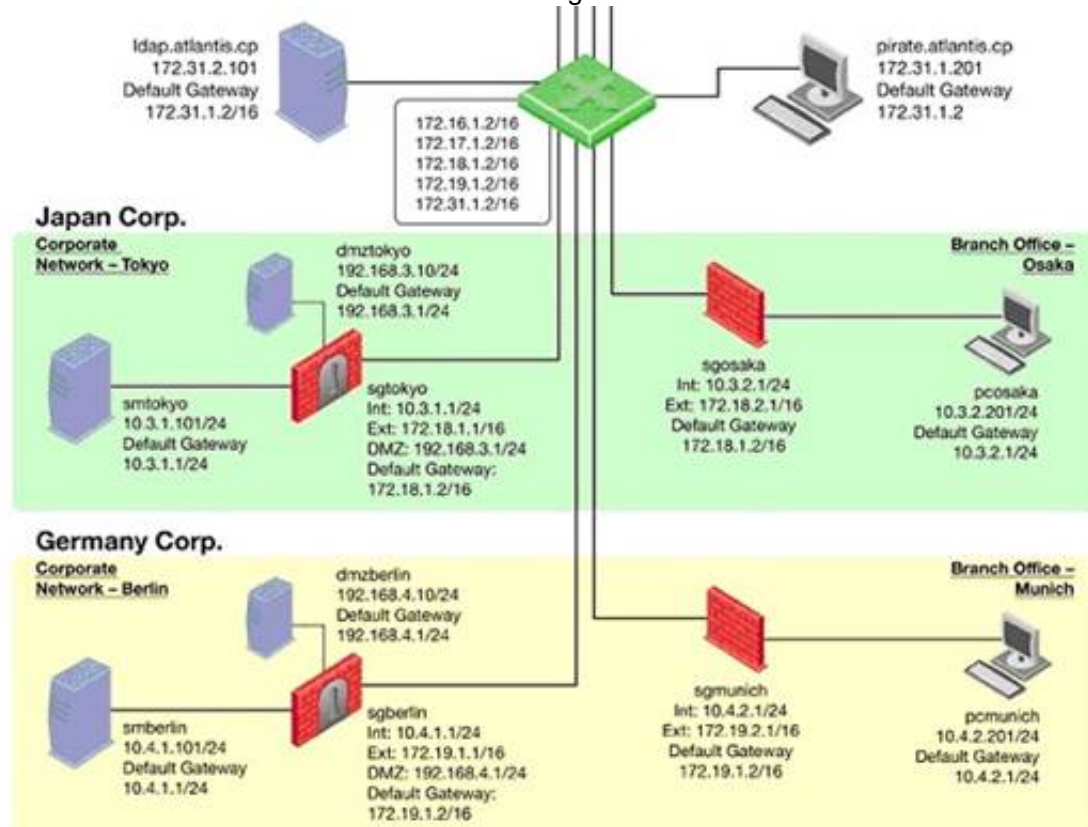 ldap.atlantis.cp
172.31.2.101
Default Gateway
172.31.1.2/16
pirate.atlantis.cp
172.31.1.201
Default Gateway
172.31.1.2
172.16.1.2/16
172.17.1.2/16
172.18.1.2/16
172.19.1.2/16
172.31.1.2/16
Japan Corp.
Corporate
Network – Tokyo
dmztokyo
192.168.3.10/24
Default Gateway
192.168.3.1/24
Branch Office –
Osaka
smtokyo
10.3.1.101/24
Default Gateway
10.3.1.1/24
sgtokyo
Int: 10.3.1.1/24
Ext: 172.18.1.1/16
DMZ: 192.168.3.1/24
Default Gateway:
172.18.1.2/16
sgosaka
Int: 10.3.2.1/24
Ext: 172.18.2.1/16
Default Gateway
172.18.1.2/16
pcosaka
10.3.2.201/24
Default Gateway
10.3.2.1/24
Germany Corp.
Corporate
Network – Berlin
dmzberlin
192.168.4.10/24
Default Gateway
192.168.4.1/24
Branch Office –
Munich
smberlin
10.4.1.101/24
Default Gateway
10.4.1.1/24
sgberlin
Int: 10.4.1.1/24
Ext: 172.19.1.1/16
DMZ: 192.168.4.1/24
Default Gateway:
172.19.1.2/16
sgmunich
Int: 10.4.2.1/24
Ext: 172.19.2.1/16
Default Gateway
172.19.1.2/16
pcmunich
10.4.2.201/24
Default Gateway
10.4.2.1/24